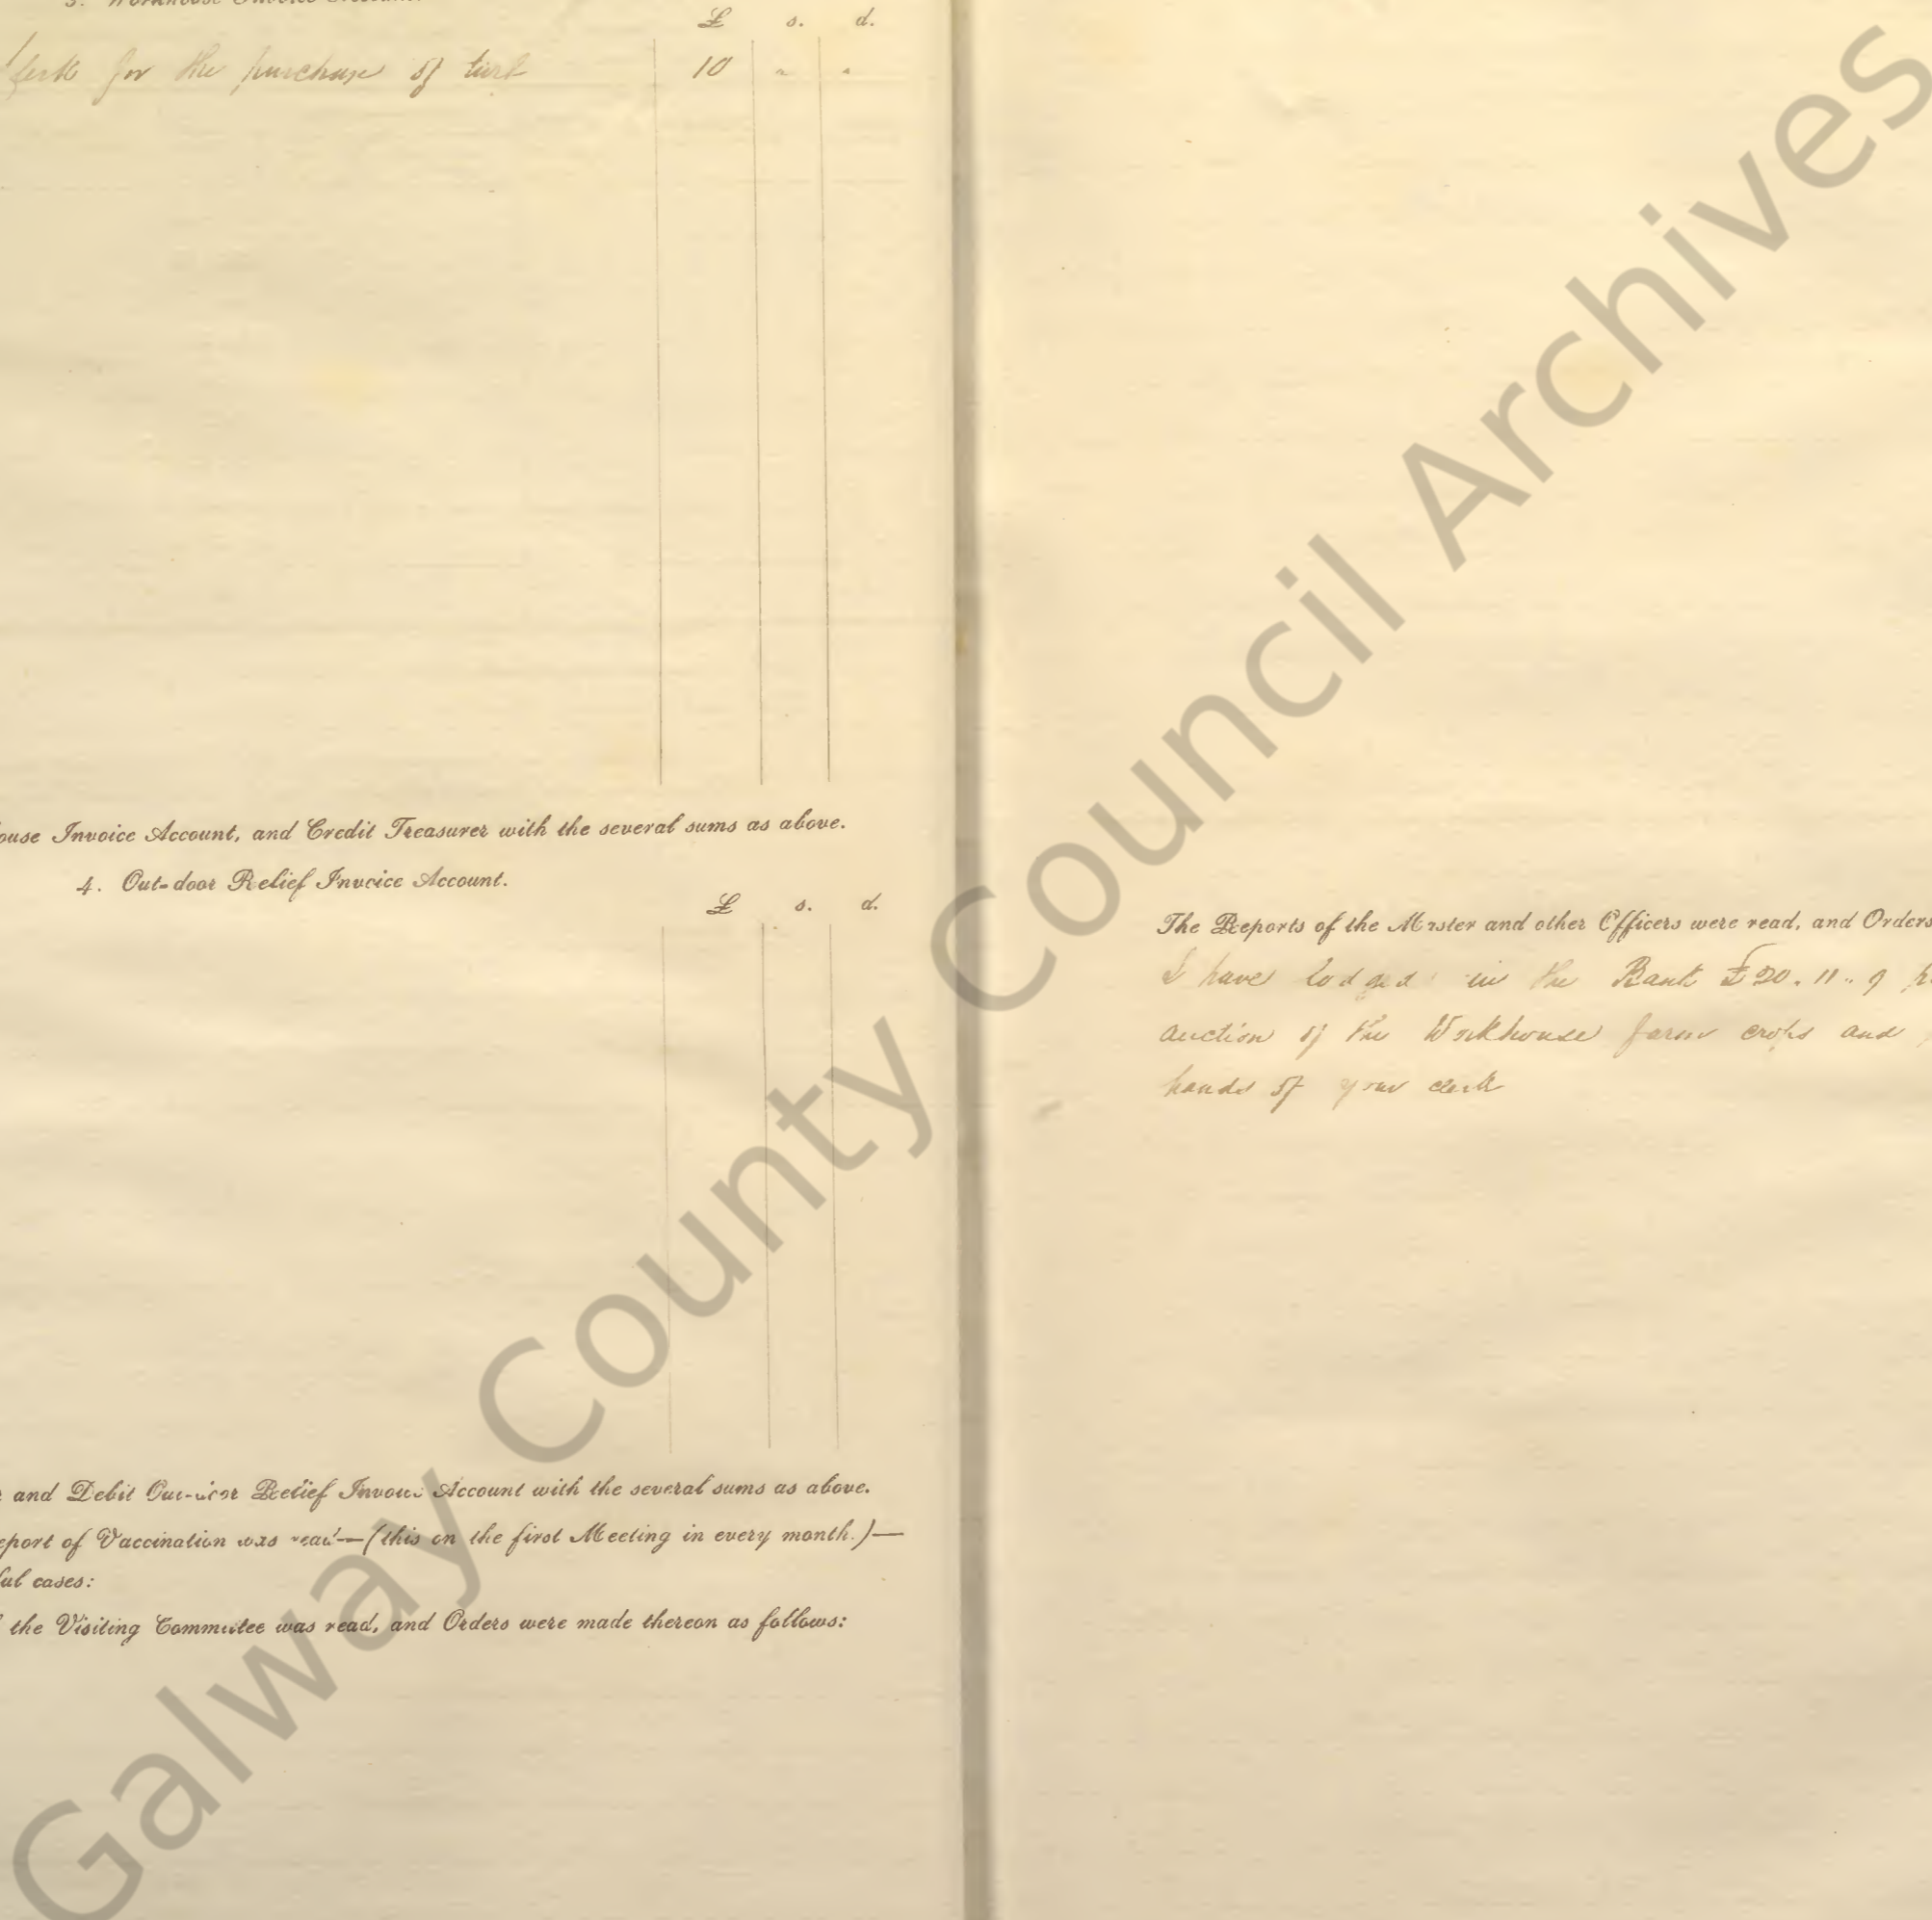 3. Workhouse Invoice Account.
£ s. d.
Clerk for the purchase of turf 10 " "
ouse Invoice Account, and Credit Treasurer with the several sums as above.
4. Out-door Relief Invoice Account.
£ s. d.
and Debit Out-door Relief Invoice Account with the several sums as above.
eport of Vaccination was read—(this on the first Meeting in every month.)—
ful cases:
the Visiting Committee was read, and Orders were made thereon as follows:
The Reports of the Master and other Officers were read, and Orders
I have lodged in the Bank £20. 11.. 9
auction of the Workhouse farm crops and
hands of your clerk
Galway County Council Archives